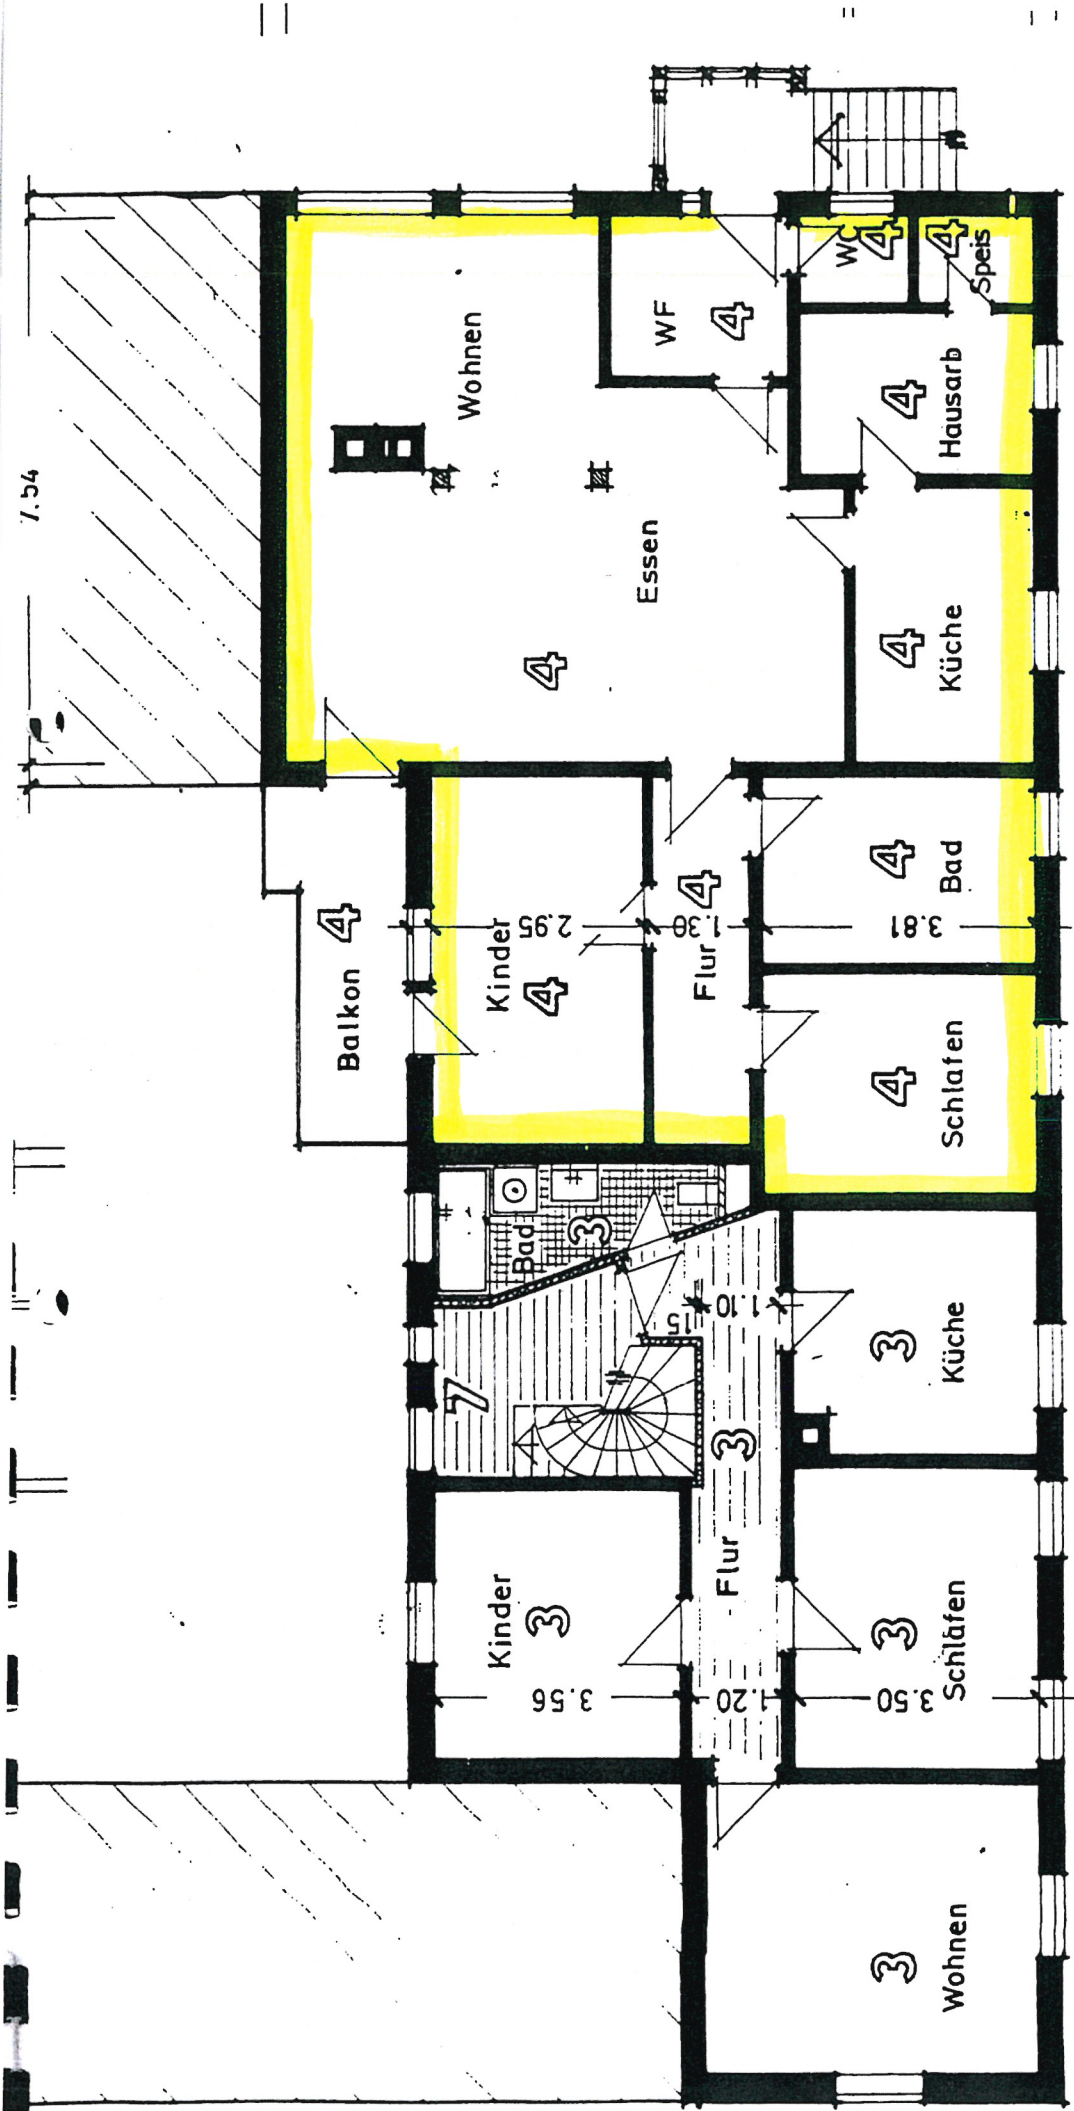 7.54
Wohnen
WF
4
WC
4
4
Speis
4
Hausarb
Essen
4
4
Küche
Balkon
4
Kinder
4
2.95
Flur
4
1.30
4
Bad
3.81
4
Schlafen
Bad
3
7
15
1.10
3
Küche
Flur
3
Kinder
3
3.56
1.20
3
Schlafen
3.50
3
Wohnen